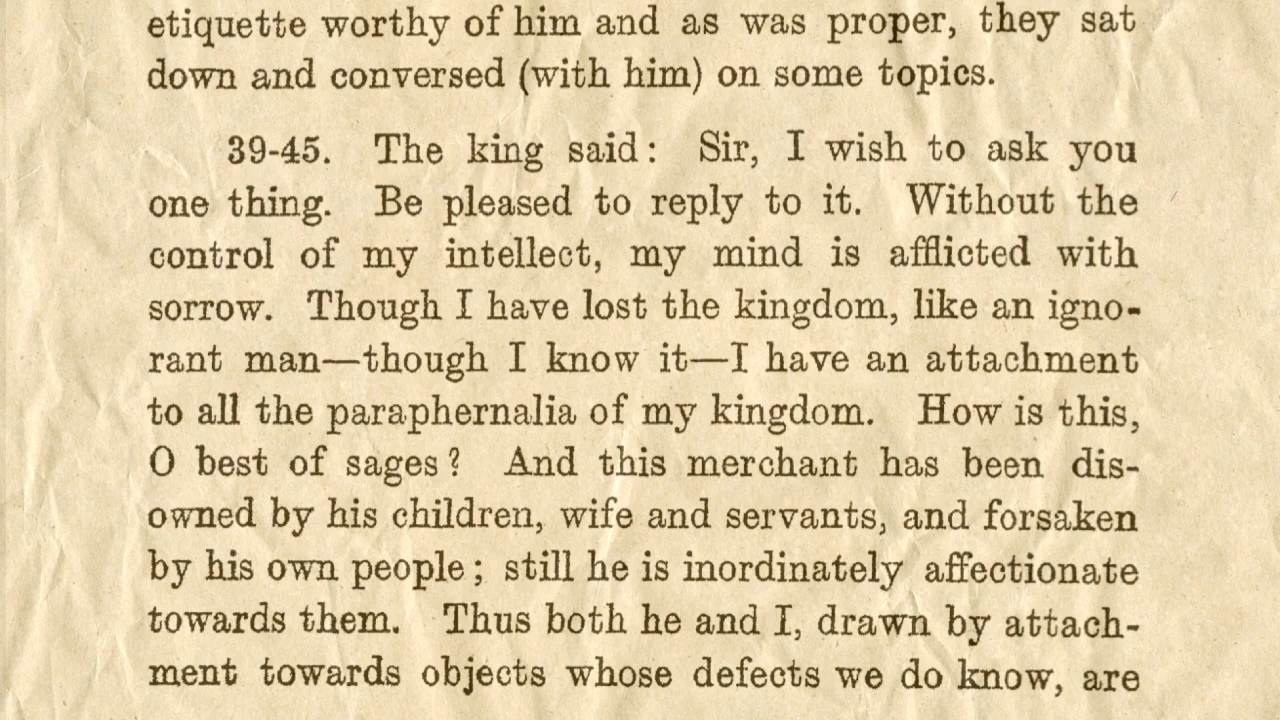 etiquette worthy of him and as was proper, they sat
down and conversed (with him) on some topics.
39-45. The king said: Sir, I wish to ask you
one thing. Be pleased to reply to it. Without the
control of my intellect, my mind is afflicted with
sorrow. Though I have lost the kingdom, like an igno-
rant man—though I know it—I have an attachment
to all the paraphernalia of my kingdom. How is this,
O best of sages? And this merchant has been dis-
owned by his children, wife and servants, and forsaken
by his own people; still he is inordinately affectionate
towards them. Thus both he and I, drawn by attach-
ment towards objects whose defects we do know, are